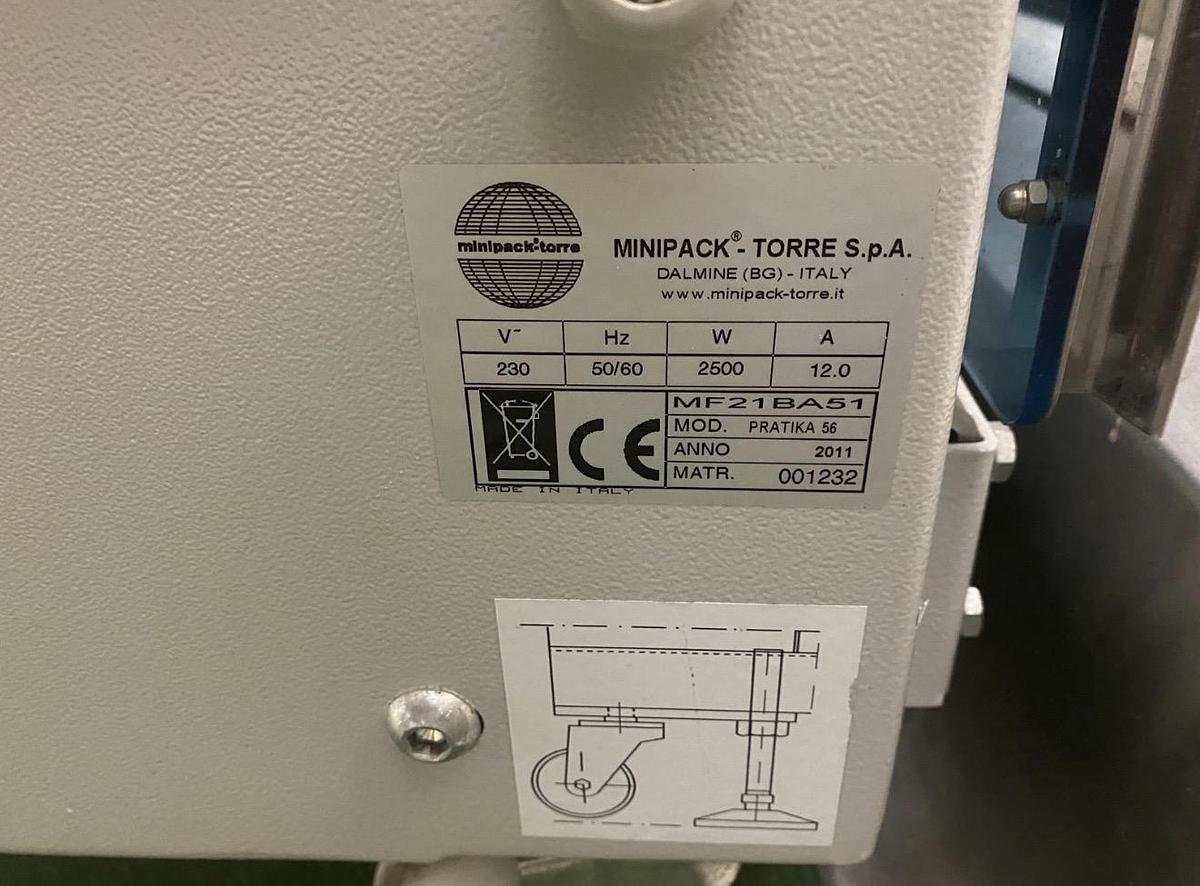 minipack-torre
MINIPACK® - TORRE S.p.A.
DALMINE (BG) - ITALY
www.minipack-torre.it
V~ Hz W A
230 50/60 2500 12.0
MF21BA51
MOD. PRATIKA 56
ANNO 2011
MATR. 001232
CE
MADE IN ITALY